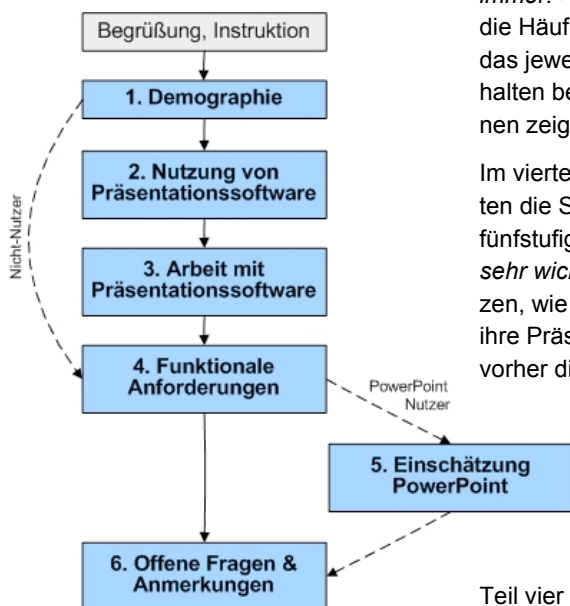 Begrüßung, Instruktion
1. Demographie
2. Nutzung von
Präsentationssoftware
Nicht-Nutzer
3. Arbeit mit
Präsentationssoftware
4. Funktionale
Anforderungen
PowerPoint
Nutzer
5. Einschätzung
PowerPoint
6. Offene Fragen &
Anmerkungen
die Häuf
das jewe
halten be
nen zeig
Im vierte
ten die S
fünfstufig
sehr wic
zen, wie
ihre Präs
vorher di
Teil vier